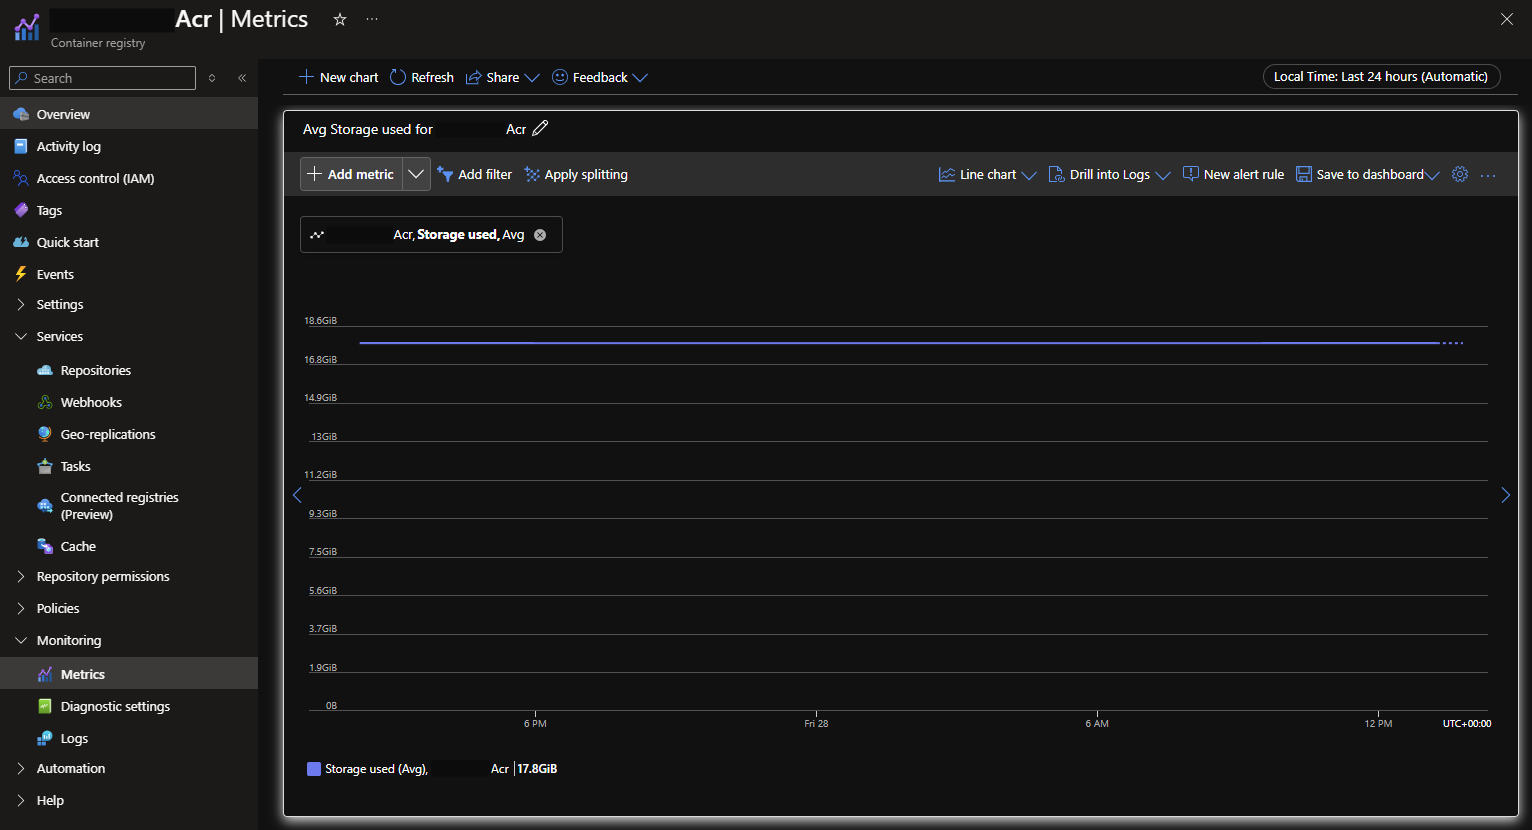 Acr | Metrics
Container registry
Search
Overview
Activity log
Access control (IAM)
Tags
Quick start
Events
Settings
Services
Repositories
Webhooks
Geo-replications
Tasks
Connected registries
(Preview)
Cache
Repository permissions
Policies
Monitoring
Metrics
Diagnostic settings
Logs
Automation
Help
New chart Refresh Share Feedback
Local Time: Last 24 hours (Automatic)
Avg Storage used for Acr
Add metric Add filter Apply splitting Line chart Drill into Logs New alert rule Save to dashboard
Acr, Storage used, Avg
18.6GiB
16.8GiB
14.9GiB
13GiB
11.2GiB
9.3GiB
7.5GiB
5.6GiB
3.7GiB
1.9GiB
0B
6 PM Fri 28 6 AM 12 PM UTC+00:00
Storage used (Avg), Acr | 17.8GiB